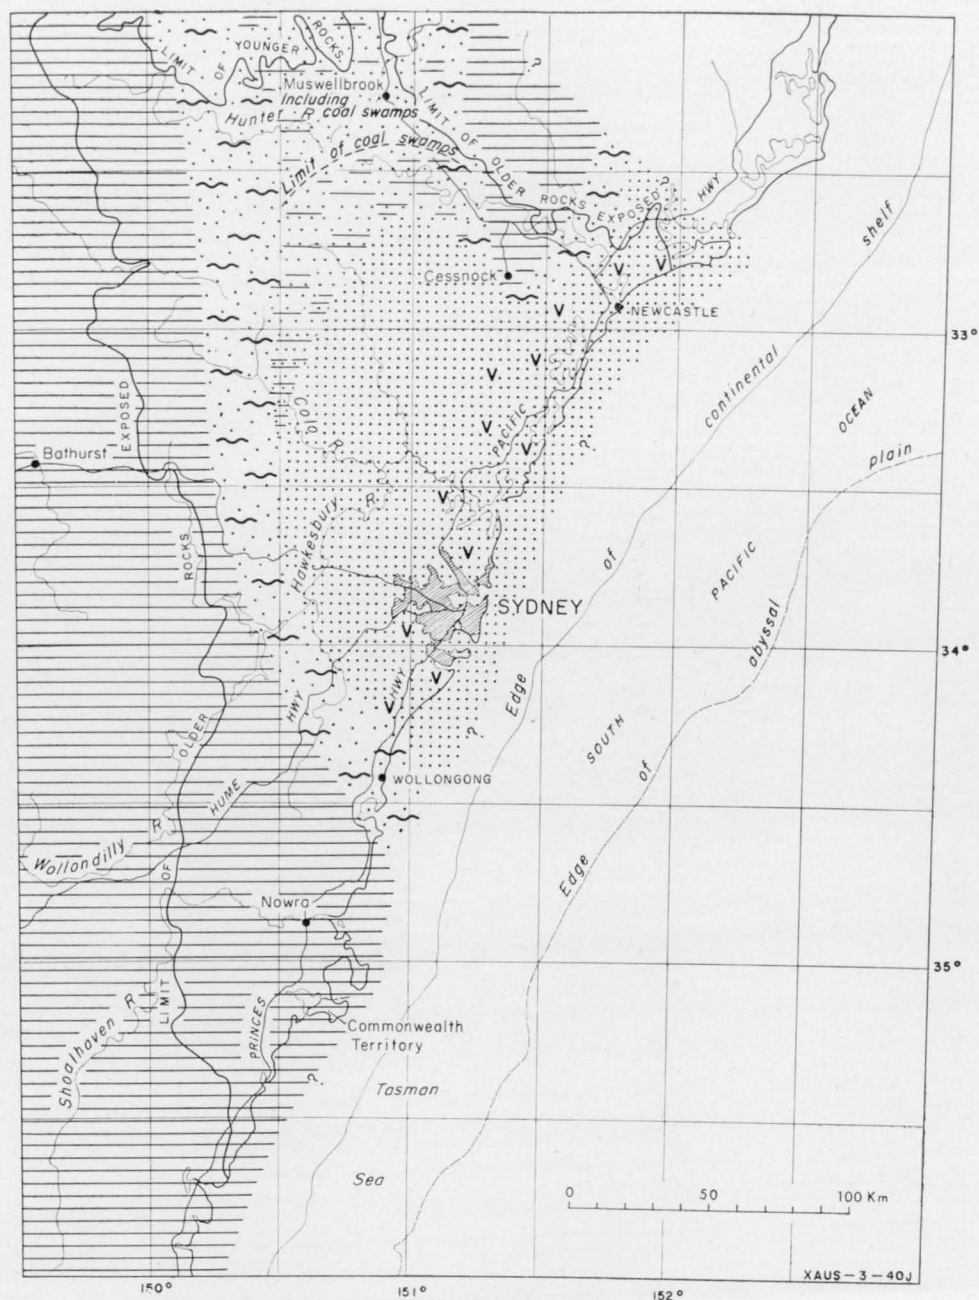 LIMIT OF YOUNGER ROCKS
Muswellbrook
Including
coal swamps
Hunter R
Limit of coal swamps
LIMIT OF OLDER ROCKS EXPOSED
?
?
HWY
shelf
Cessnock
NEWCASTLE
33°
continental
OCEAN
plain
EXPOSED
Colo R
PACIFIC
?
Bathurst
Hawkesbury R
ROCKS
of
PACIFIC
SYDNEY
abyssal
34°
Edge
HWY
HWY
OLDER
SOUTH
of
?
WOLLONGONG
HUME
Wollondilly R
OF
Edge
Nowra
35°
LIMIT
Shoalhaven R
PRINCES
Commonwealth
Territory
?
Tasman
Sea
0 50 100 Km
XAUS-3-40J
150° 151° 152°
V V V V V V V V V V V V V